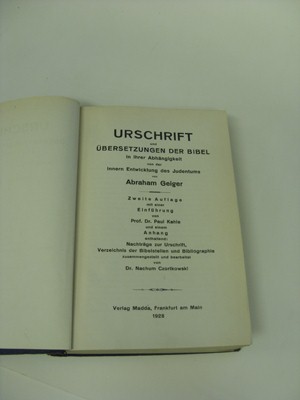 URSCHRIFT
und
ÜBERSETZUNGEN DER BIBEL
in ihrer Abhängigkeit
von der
innern Entwicklung des Judentums
von
Abraham Geiger
Zweite Auflage
mit einer
Einführung
von
Prof. Dr. Paul Kahle
und einem
Anhang
enthaltend:
Nachträge zur Urschrift,
Verzeichnis der Bibelstellen und Bibliographie
zusammengestellt und bearbeitet
von
Dr. Nachum Czortkowski
Verlag Madda, Frankfurt am Main
1928